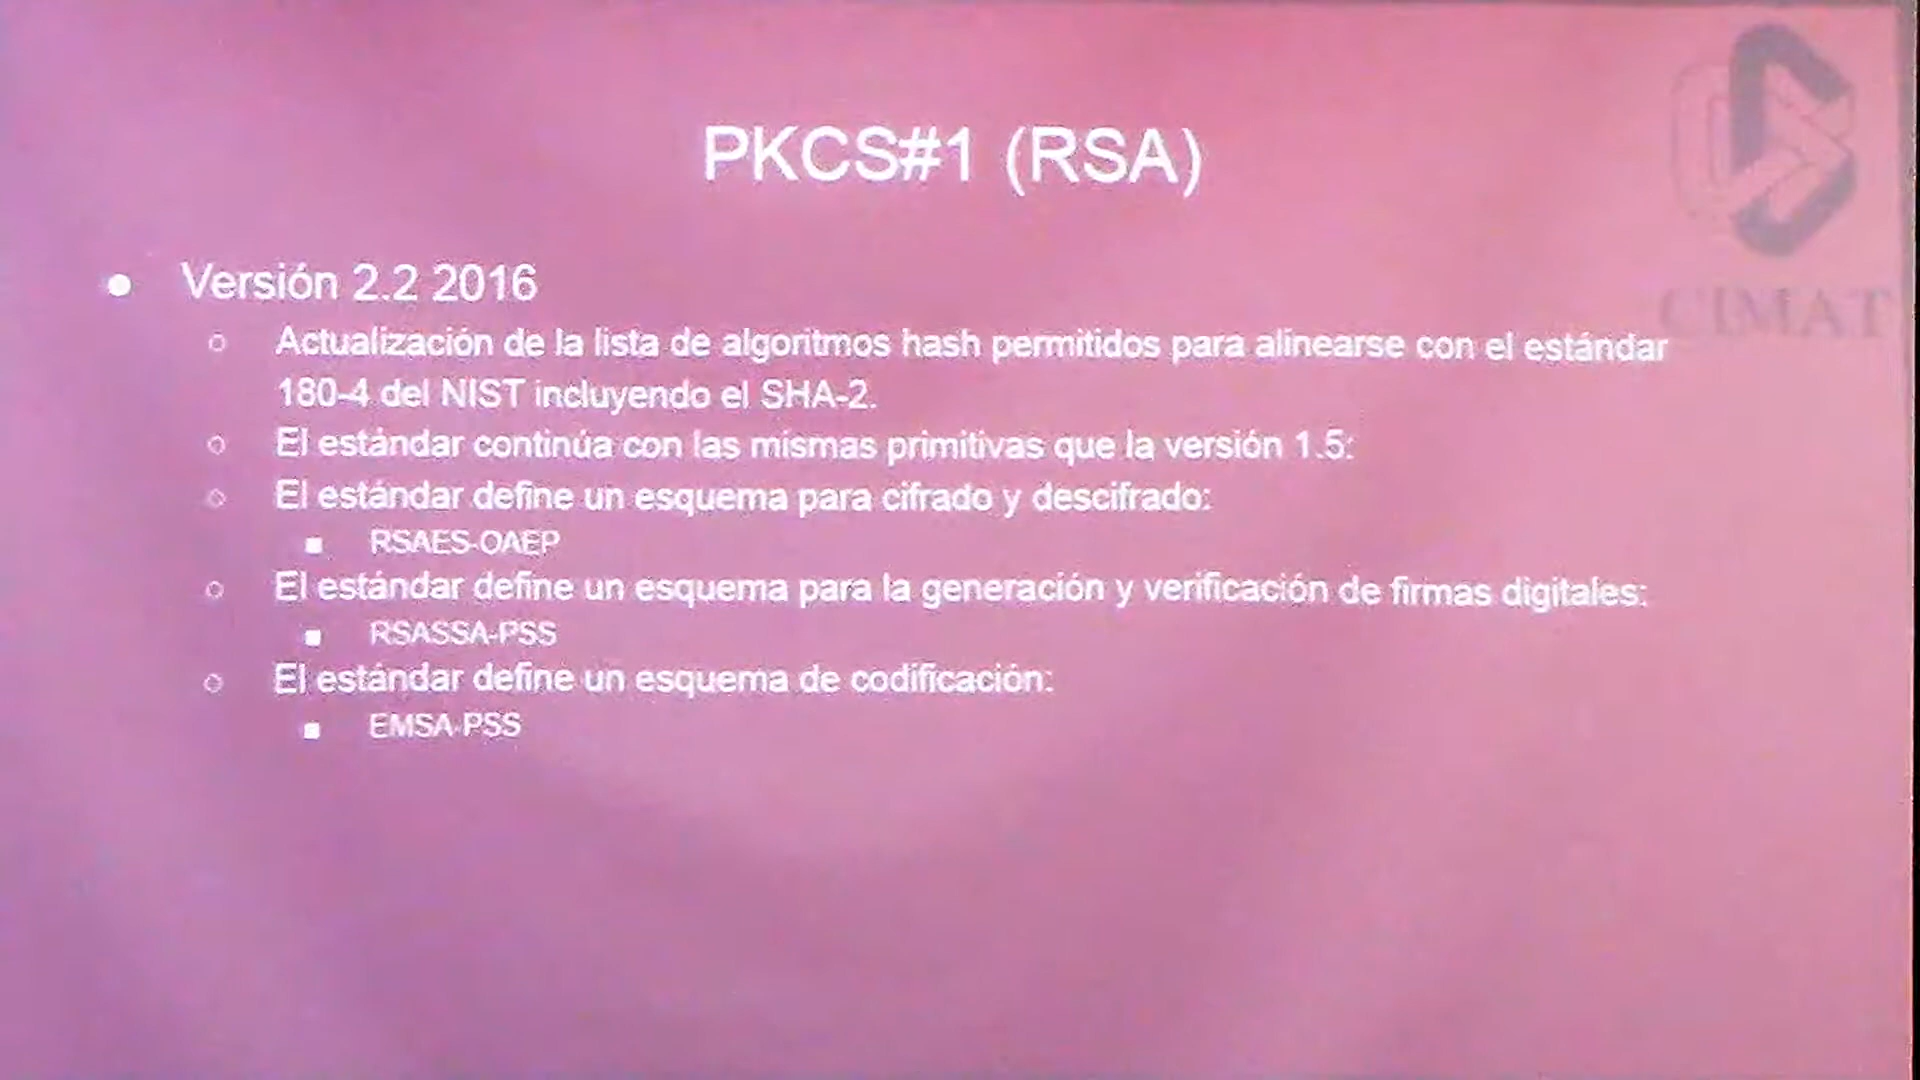 PKCS#1 (RSA)
CIMAT
● Versión 2.2 2016
○ Actualización de la lista de algoritmos hash permitidos para alinearse con el estándar
180-4 del NIST incluyendo el SHA-2.
○ El estándar continúa con las mismas primitivas que la versión 1.5:
○ El estándar define un esquema para cifrado y descifrado:
■ RSAES-OAEP
○ El estándar define un esquema para la generación y verificación de firmas digitales:
■ RSASSA-PSS
○ El estándar define un esquema de codificación:
■ EMSA-PSS